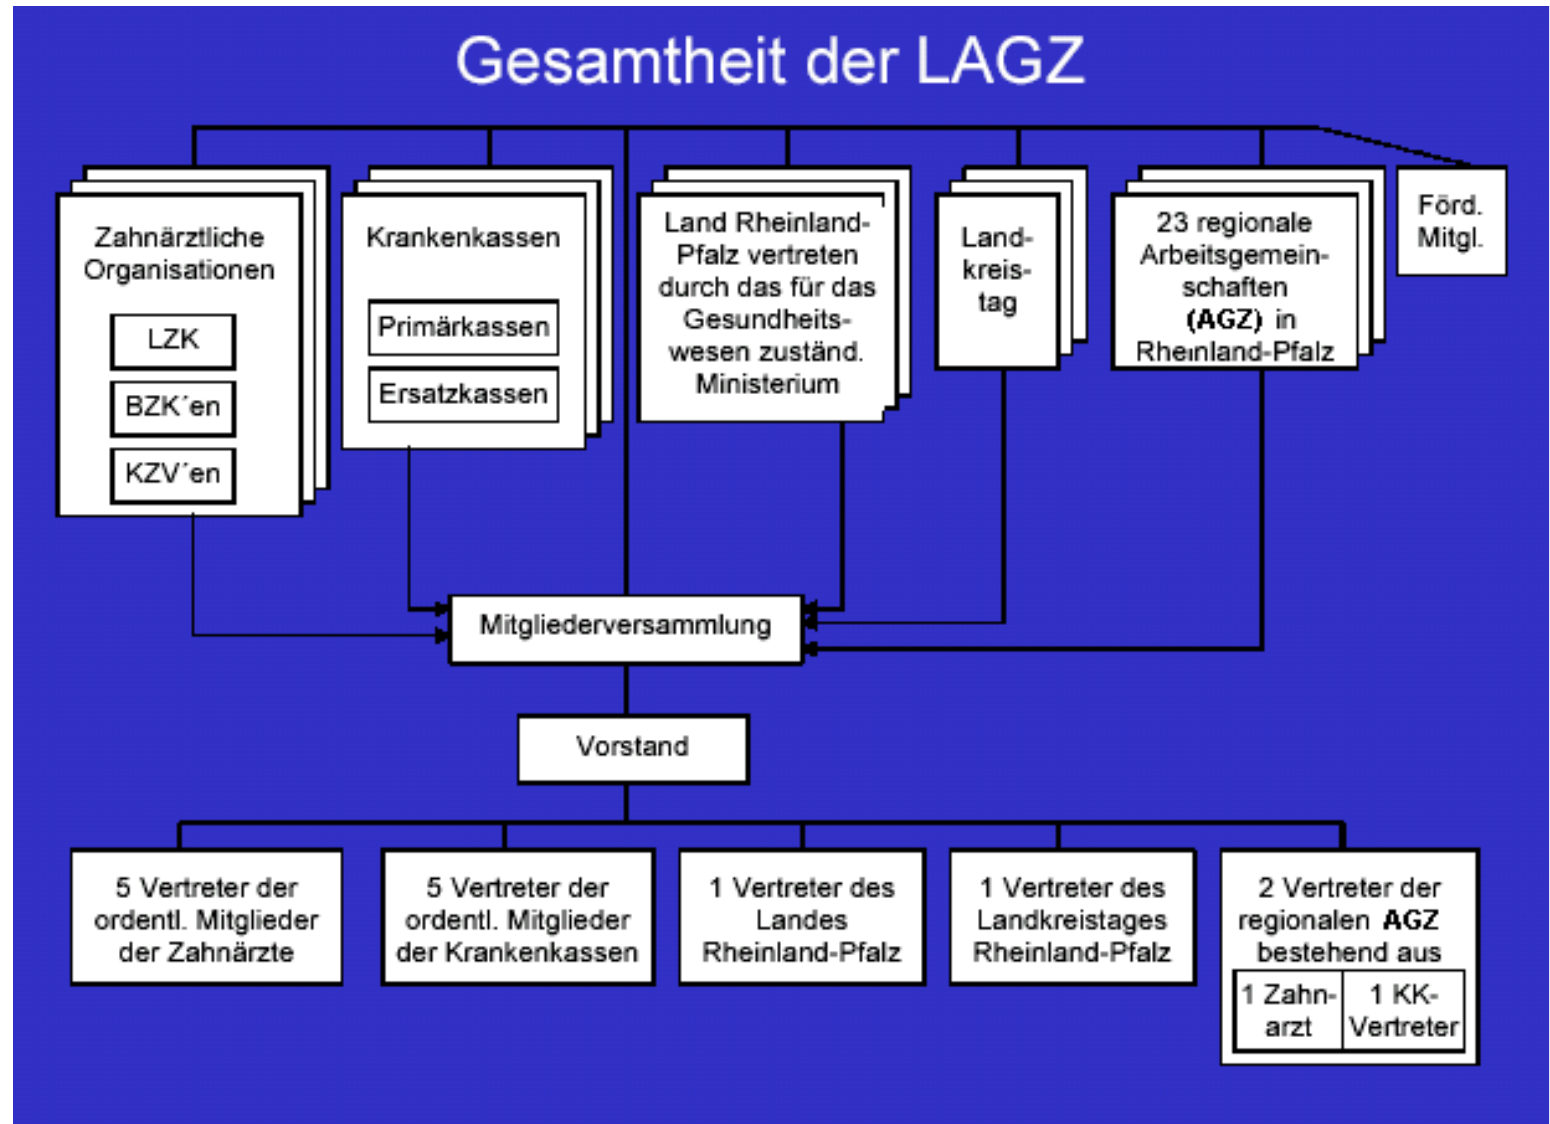 Gesamtheit der LAGZ
Zahnärztliche
Organisationen
LZK
BZK´en
KZV´en
Krankenkassen
Primärkassen
Ersatzkassen
Land Rheinland-
Pfalz vertreten
durch das für das
Gesundheits-
wesen zuständ.
Ministerium
Land-
kreis-
tag
23 regionale
Arbeitsgemein-
schaften
(AGZ) in
Rheinland-Pfalz
Förd.
Mitgl.
Mitgliederversammlung
Vorstand
5 Vertreter der
ordentl. Mitglieder
der Zahnärzte
5 Vertreter der
ordentl. Mitglieder
der Krankenkassen
1 Vertreter des
Landes
Rheinland-Pfalz
1 Vertreter des
Landkreistages
Rheinland-Pfalz
2 Vertreter der
regionalen AGZ
bestehend aus
1 Zahn-
arzt
1 KK-
Vertreter